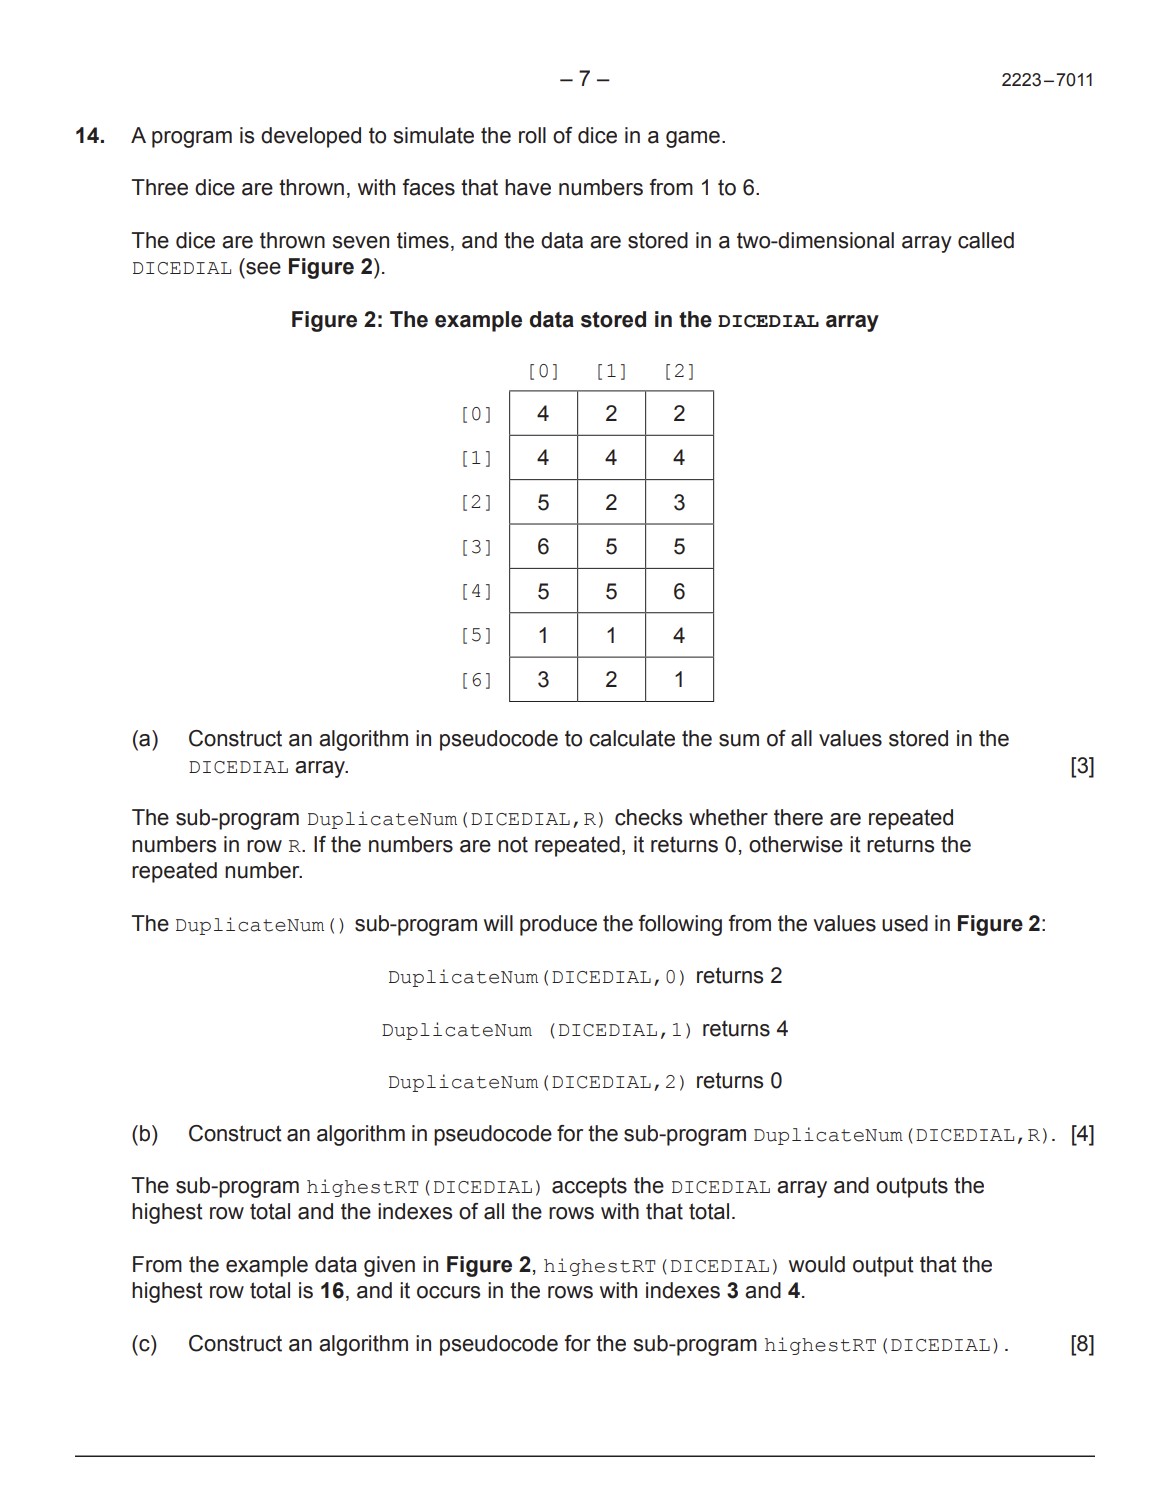 – 7 –
2223 – 7011
14. A program is developed to simulate the roll of dice in a game.
Three dice are thrown, with faces that have numbers from 1 to 6.
The dice are thrown seven times, and the data are stored in a two-dimensional array called
DICEDIAL (see Figure 2).
Figure 2: The example data stored in the DICEDIAL array
[0] [1] [2]
[0] 4 2 2
[1] 4 4 4
[2] 5 2 3
[3] 6 5 5
[4] 5 5 6
[5] 1 1 4
[6] 3 2 1
(a) Construct an algorithm in pseudocode to calculate the sum of all values stored in the
DICEDIAL array. [3]
The sub-program DuplicateNum(DICEDIAL,R) checks whether there are repeated
numbers in row R. If the numbers are not repeated, it returns 0, otherwise it returns the
repeated number.
The DuplicateNum() sub-program will produce the following from the values used in Figure 2:
DuplicateNum(DICEDIAL,0) returns 2
DuplicateNum (DICEDIAL,1) returns 4
DuplicateNum(DICEDIAL,2) returns 0
(b) Construct an algorithm in pseudocode for the sub-program DuplicateNum(DICEDIAL,R). [4]
The sub-program highestRT(DICEDIAL) accepts the DICEDIAL array and outputs the
highest row total and the indexes of all the rows with that total.
From the example data given in Figure 2, highestRT(DICEDIAL) would output that the
highest row total is 16, and it occurs in the rows with indexes 3 and 4.
(c) Construct an algorithm in pseudocode for the sub-program highestRT(DICEDIAL). [8]